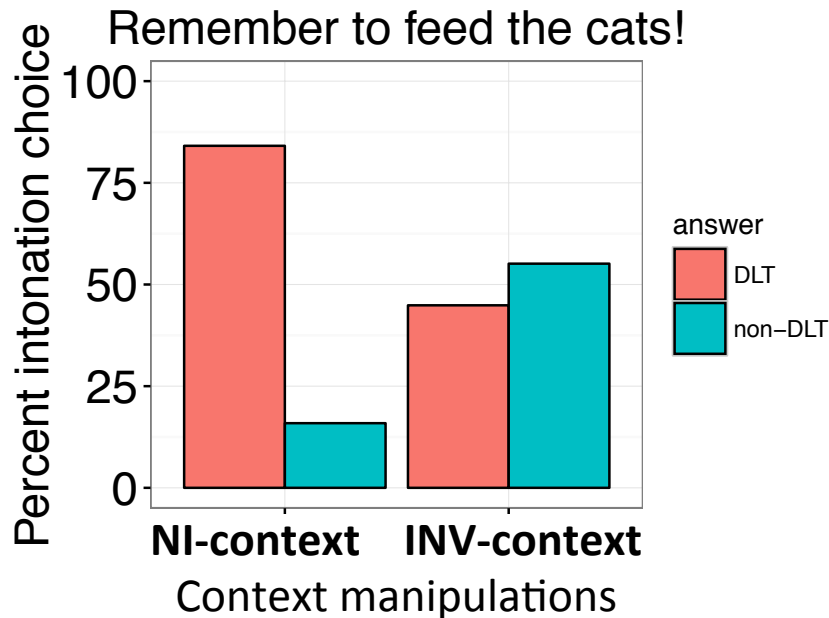 Remember to feed the cats!
Percent intonation choice
100
75
50
25
0
NI-context INV-context
Context manipulations
answer
DLT
non–DLT